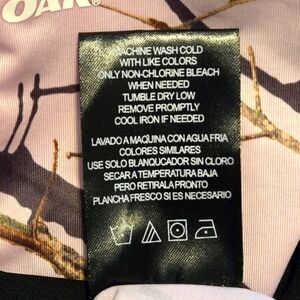 OAK
MACHINE WASH COLD
WITH LIKE COLORS
ONLY NON-CHLORINE BLEACH
WHEN NEEDED
TUMBLE DRY LOW
REMOVE PROMPTLY
COOL IRON IF NEEDED
LAVADO A MAQUINA CON AGUA FRIA
COLORES SIMILARES
USE SOLO BLANQUCADOR SIN CLORO
SECAR A TEMPERATURA BAJA
PERO RETIRALA PRONTO
PLANCHA FRESCO SI ES NECESARIO